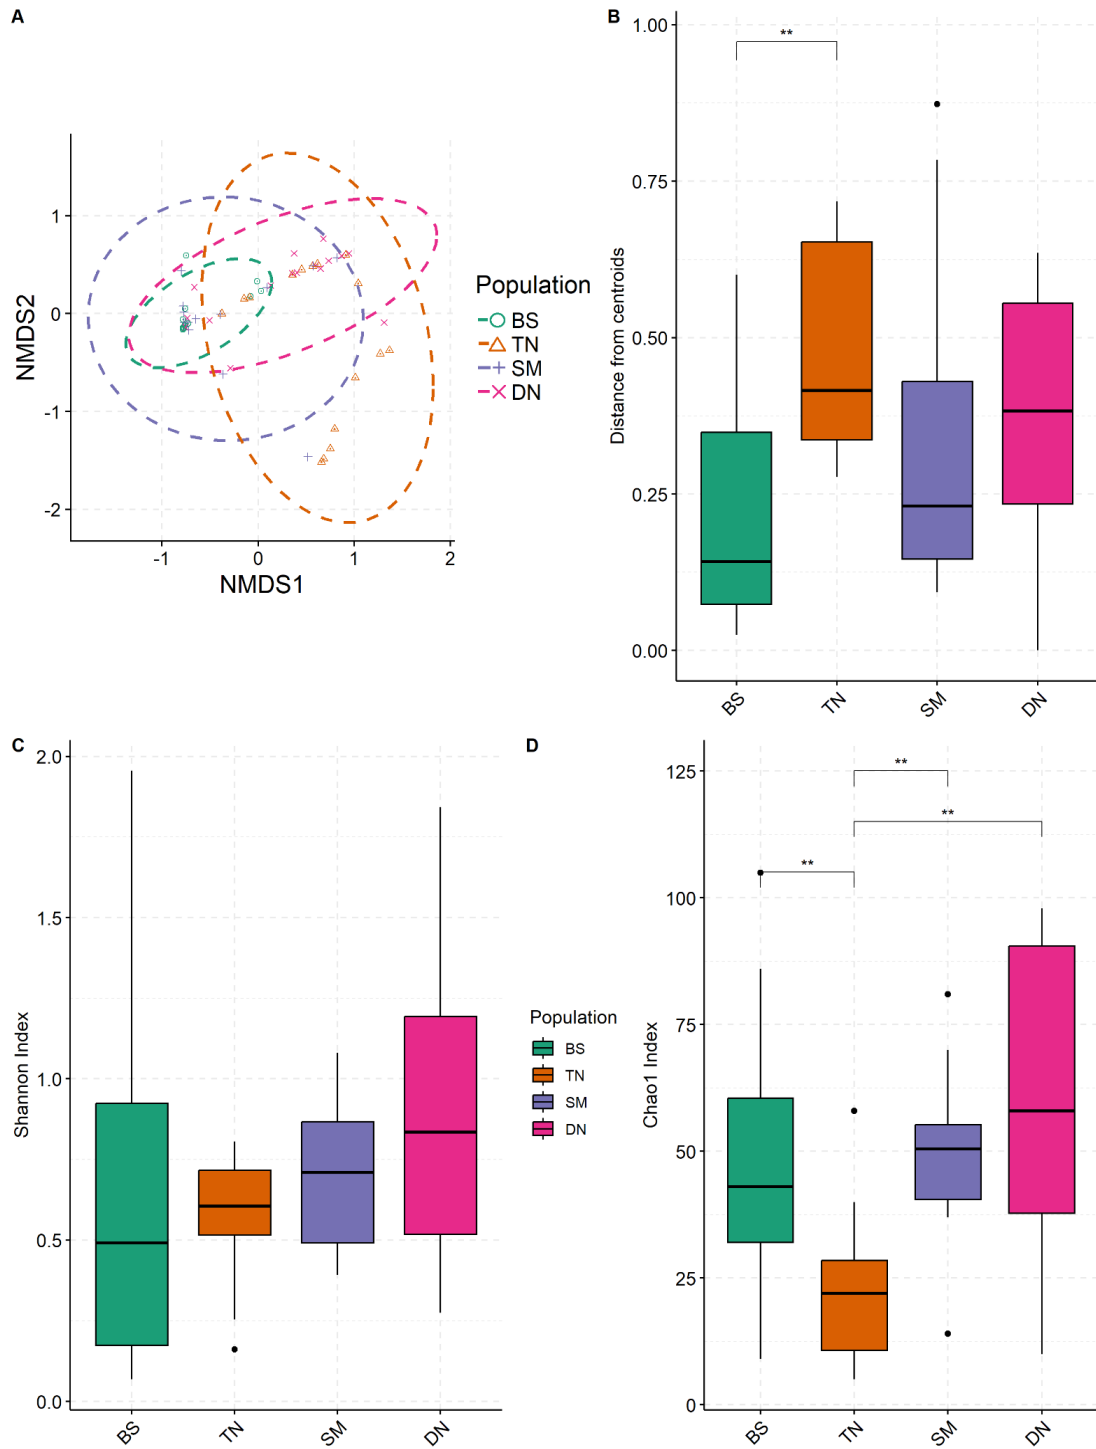 A
NMDS2
1
0
-1
-2
-1
0
1
2
NMDS1
Population
BS
TN
SM
DN
B
Distance from centroids
1.00
0.75
0.50
0.25
0.00
**
BS
TN
SM
DN
C
Shannon Index
2.0
1.5
1.0
0.5
0.0
BS
TN
SM
DN
Population
BS
TN
SM
DN
D
Chao1 Index
125
100
75
50
25
0
**
**
**
BS
TN
SM
DN